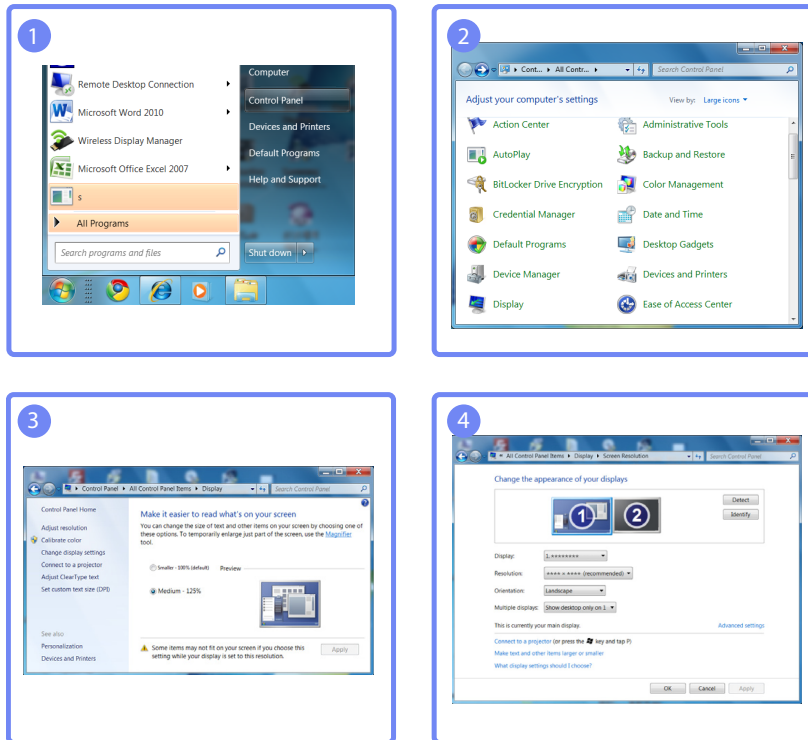 1
Remote Desktop Connection
Microsoft Word 2010
Wireless Display Manager
Microsoft Office Excel 2007
s
All Programs
Search programs and files
Computer
Control Panel
Devices and Printers
Default Programs
Help and Support
Shut down
2
Cont... All Contr...
Search Control Panel
Adjust your computer's settings
View by: Large icons
Action Center
Administrative Tools
AutoPlay
Backup and Restore
BitLocker Drive Encryption
Color Management
Credential Manager
Date and Time
Default Programs
Desktop Gadgets
Device Manager
Devices and Printers
Display
Ease of Access Center
3
Control Panel All Control Panel Items Display
Search Control Panel
Control Panel Home
Adjust resolution
Calibrate color
Change display settings
Connect to a projector
Adjust ClearType text
Set custom text size (DPI)
See also
Personalization
Devices and Printers
Make it easier to read what's on your screen
You can change the size of text and other items on your screen by choosing one of
these options. To temporarily enlarge just part of the screen, use the Magnifier
tool.
Smaller - 100% (default) Preview
Medium - 125%
Some items may not fit on your screen if you choose this
setting while your display is set to this resolution.
Apply
4
All Control Panel Items Display Screen Resolution
Search Control Panel
Change the appearance of your displays
1 2
Detect
Identify
Display: 1.********
Resolution: **** × **** (recommended)
Orientation: Landscape
Multiple displays: Show desktop only on 1
This is currently your main display.
Advanced settings
Connect to a projector (or press the key and tap P)
Make text and other items larger or smaller
What display settings should I choose?
OK Cancel Apply